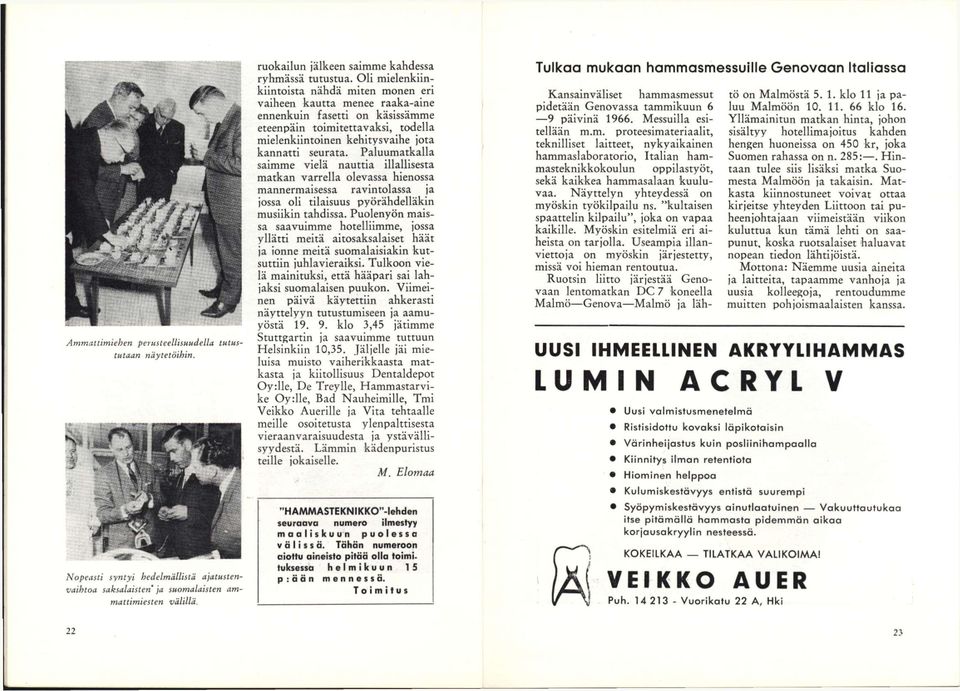 Ammattimiehen perusteellisuudella tutus-
tutaan näytetöihin.
Nopeasti syntyi hedelmällistä ajatusten-
vaihtoa saksalaisten ja suomalaisten am-
mattimiesten välillä.
ruokailun jälkeen saimme kahdessa
ryhmässä tutustua. Oli mielenkiin-
kiintoista nähdä miten monen eri
vaiheen kautta menee raaka-aine
ennenkuin fasetti on käsissämme
eteenpäin toimitettavaksi, todella
mielenkiintoinen kehitysvaihe jota
kannatti seurata. Paluumatkalla
saimme vielä nauttia illallisesta
matkan varrella olevassa hienossa
mannermaisessa ravintolassa ja
jossa oli tilaisuus pyörähdelläkin
musiikin tahdissa. Puolenyön mais-
sa saavuimme hotelliimme, jossa
yllätti meitä aitosaksalaiset häät
ja ionne meitä suomalaisiakin kut-
suttiin juhlavieraiksi. Tulkoon vie-
lä mainituksi, että hääpari sai lah-
jaksi suomalaisen puukon. Viimei-
nen päivä käytettiin ahkerasti
näyttelyyn tutustumiseen ja aamu-
yöstä 19. 9. klo 3,45 jätimme
Stuttgartin ja saavuimme tuttuun
Helsinkiin 10,35. Jäljelle jäi mie-
luisa muisto vaiherikkaasta mat-
kasta ja kiitollisuus Dentaldepot
Oy:lle, De Treylle, Hammastarvi-
ke Oy:lle, Bad Nauheimille, Tmi
Veikko Auerille ja Vita tehtaalle
meille osoitetusta ylenpalttisesta
vieraanvaraisuudesta ja ystävälli-
syydestä. Lämmin kädenpuristus
teille jokaiselle.
M. Elomaa
"HAMMASTEKNIKKO"-lehden
seuraava numero ilmestyy
maaliskuun puolessa
välissä. Tähän numeroon
aiottu aineisto pitää olla toimi-
tuksessa helmikuun 15
p:ään mennessä.
Toimitus
22
Tulkaa mukaan hammasmessuille Genovaan Italiassa
Kansainväliset hammasmessut
pidetään Genovassa tammikuun 6
—9 päivinä 1966. Messuilla esi-
tellään m.m. proteesimateriaalit,
teknilliset laitteet, nykyaikainen
hammaslaboratorio, Italian ham-
masteknikkokoulun oppilastyöt,
sekä kaikkea hammasalaan kuulu-
vaa. Näyttelyn yhteydessä on
myöskin työkilpailu ns. "kultaisen
spaattelin kilpailu", joka on vapaa
kaikille. Myöskin esitelmiä eri ai-
heista on tarjolla. Useampia illan-
viettoja on myöskin järjestetty,
missä voi hieman rentoutua.
Ruotsin liitto järjestää Geno-
vaan lentomatkan DC 7 koneella
Malmö—Genova—Malmö ja läh-
tö on Malmöstä 5. 1. klo 11 ja pa-
luu Malmöön 10. 11. 66 klo 16.
Yllämainitun matkan hinta, johon
sisältyy hotellimajoitus kahden
hengen huoneissa on 450 kr, joka
Suomen rahassa on n. 285:—. Hin-
taan tulee siis lisäksi matka Suo-
mesta Malmöön ja takaisin. Mat-
kasta kiinnostuneet voivat ottaa
kirjeitse yhteyden Liittoon tai pu-
heenjohtajaan viimeistään viikon
kuluttua kun tämä lehti on saa-
punut, koska ruotsalaiset haluavat
nopean tiedon lähtijöistä.
Mottona: Näemme uusia aineita
ja laitteita, tapaamme vanhoja ja
uusia kolleegoja, rentoudumme
muitten pohjoismaalaisten kanssa.
UUSI IHMEELLINEN AKRYYLIHAMMAS
LUMIN ACRYL V
• Uusi valmistusmenetelmä
• Ristisidottu kovaksi läpikotaisin
• Värinheijastus kuin posliinihampaalla
• Kiinnitys ilman retentiota
• Hiominen helppoa
• Kulumiskestävyys entistä suurempi
• Syöpymiskestävyys ainutlaatuinen — Vakuuttautukaa
itse pitämällä hammasta pidemmän aikaa
korjausakryylin nesteessä.
KOKEILKAA — TILATKAA VALIKOIMA!
VEIKKO AUER
Puh. 14 213 - Vuorikatu 22 A, Hki
23